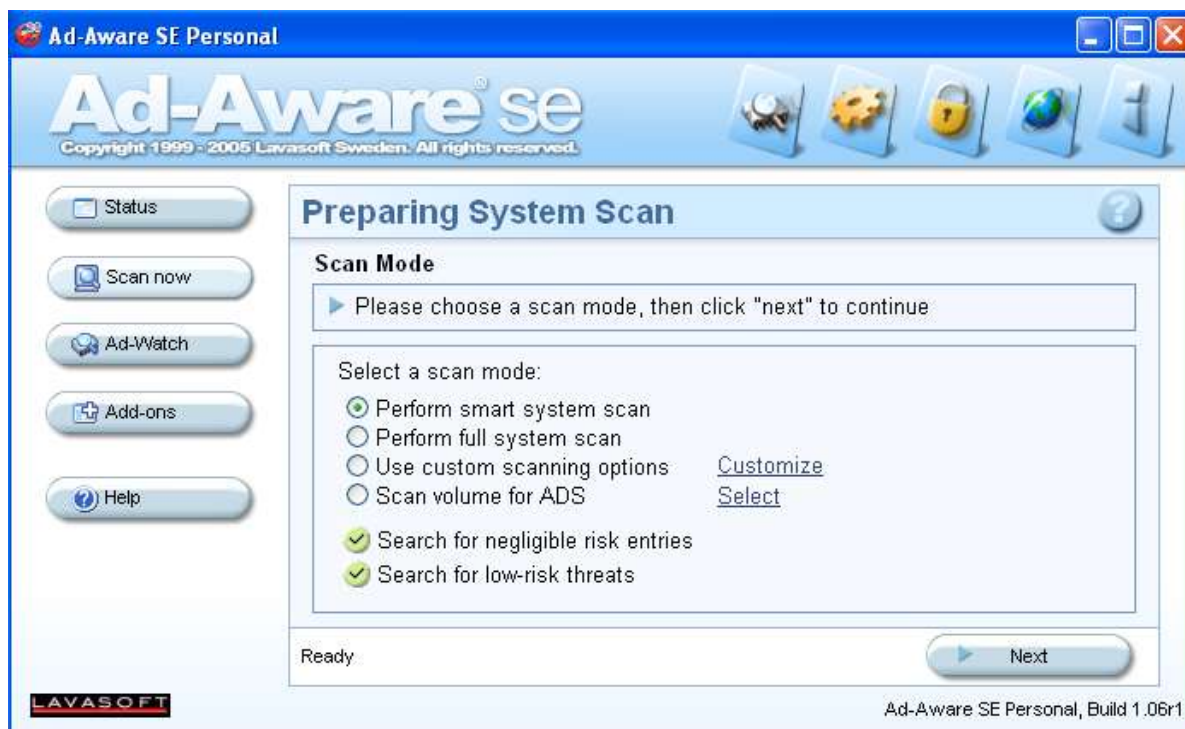 Ad-Aware SE Personal
Ad-Aware® SE
Copyright 1999 - 2005 Lavasoft Sweden. All rights reserved.
Status
Scan now
Ad-Watch
Add-ons
Help
Preparing System Scan
Scan Mode
Please choose a scan mode, then click "next" to continue
Select a scan mode:
Perform smart system scan
Perform full system scan
Use custom scanning options Customize
Scan volume for ADS Select
Search for negligible risk entries
Search for low-risk threats
Ready
Next
LAVASOFT
Ad-Aware SE Personal, Build 1.06r1